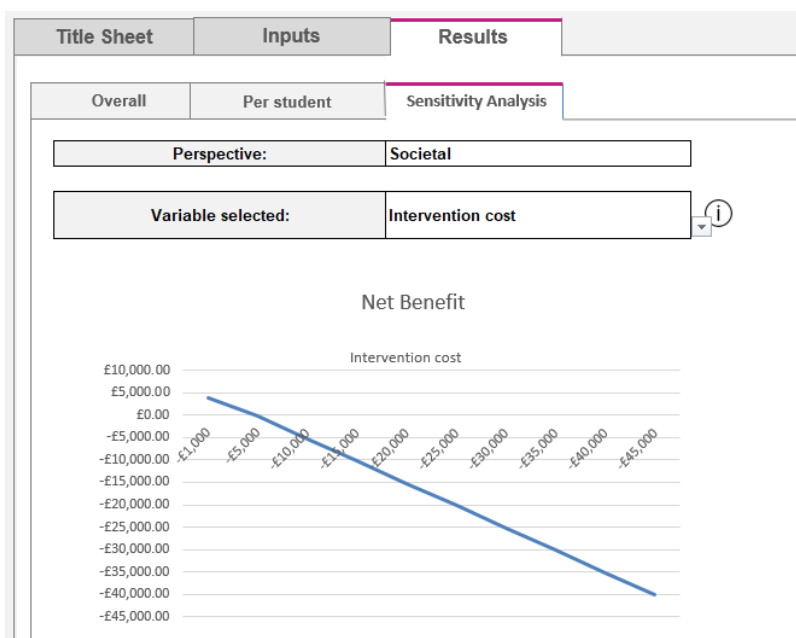 Title Sheet Inputs Results
Overall Per student Sensitivity Analysis
Perspective: Societal
Variable selected: Intervention cost i
Net Benefit
Intervention cost
£10,000.00
£5,000.00
£0.00
-£5,000.00
-£10,000.00
-£15,000.00
-£20,000.00
-£25,000.00
-£30,000.00
-£35,000.00
-£40,000.00
-£45,000.00
-£1,000 -£5,000 -£10,000 -£15,000 -£20,000 -£25,000 -£30,000 -£35,000 -£40,000 -£45,000